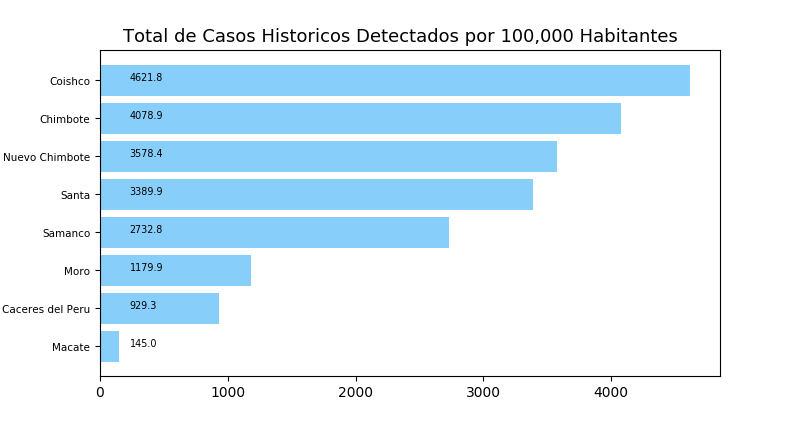 Total de Casos Historicos Detectados por 100,000 Habitantes
Coishco 4621.8
Chimbote 4078.9
Nuevo Chimbote 3578.4
Santa 3389.9
Samanco 2732.8
Moro 1179.9
Caceres del Peru 929.3
Macate 145.0
0 1000 2000 3000 4000